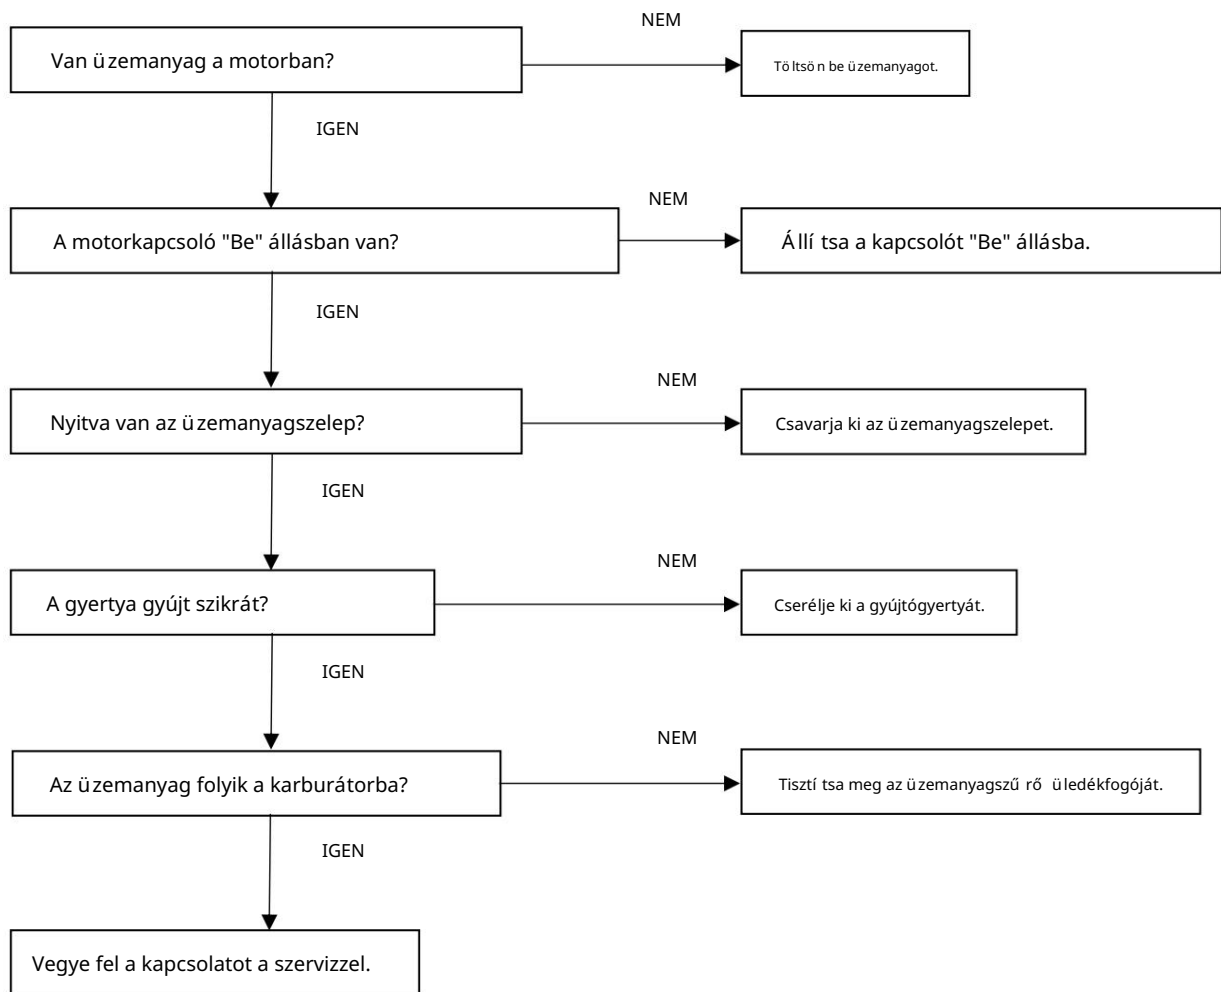 NEM
Van üzemanyag a motorban?
Töltsön be üzemanyagot.
IGEN
NEM
A motorkapcsoló "Be" állásban van?
Állítsa a kapcsolót "Be" állásba.
IGEN
NEM
Nyitva van az üzemanyagszelep?
Csavarja ki az üzemanyagszelepet.
IGEN
NEM
A gyertya gyújt szikrát?
Cserélje ki a gyújtógyertyát.
IGEN
NEM
Az üzemanyag folyik a karburátorba?
Tisztítsa meg az üzemanyagszűrő üledékfogóját.
IGEN
Vegye fel a kapcsolatot a szervizzel.